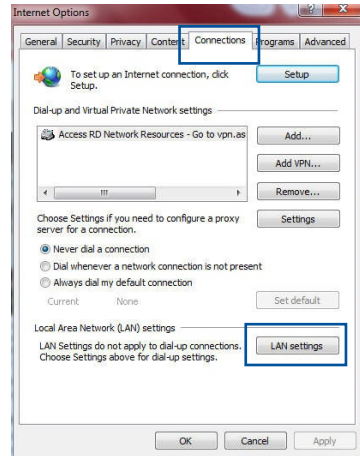 Internet Options
General Security Privacy Content Connections Programs Advanced
To set up an Internet connection, click
Setup.
Setup
Dial-up and Virtual Private Network settings
Access RD Network Resources - Go to vpn.as
Add...
Add VPN...
Remove...
Choose Settings if you need to configure a proxy
server for a connection.
Settings
Never dial a connection
Dial whenever a network connection is not present
Always dial my default connection
Current None
Set default
Local Area Network (LAN) settings
LAN Settings do not apply to dial-up connections.
Choose Settings above for dial-up settings.
LAN settings
OK Cancel Apply